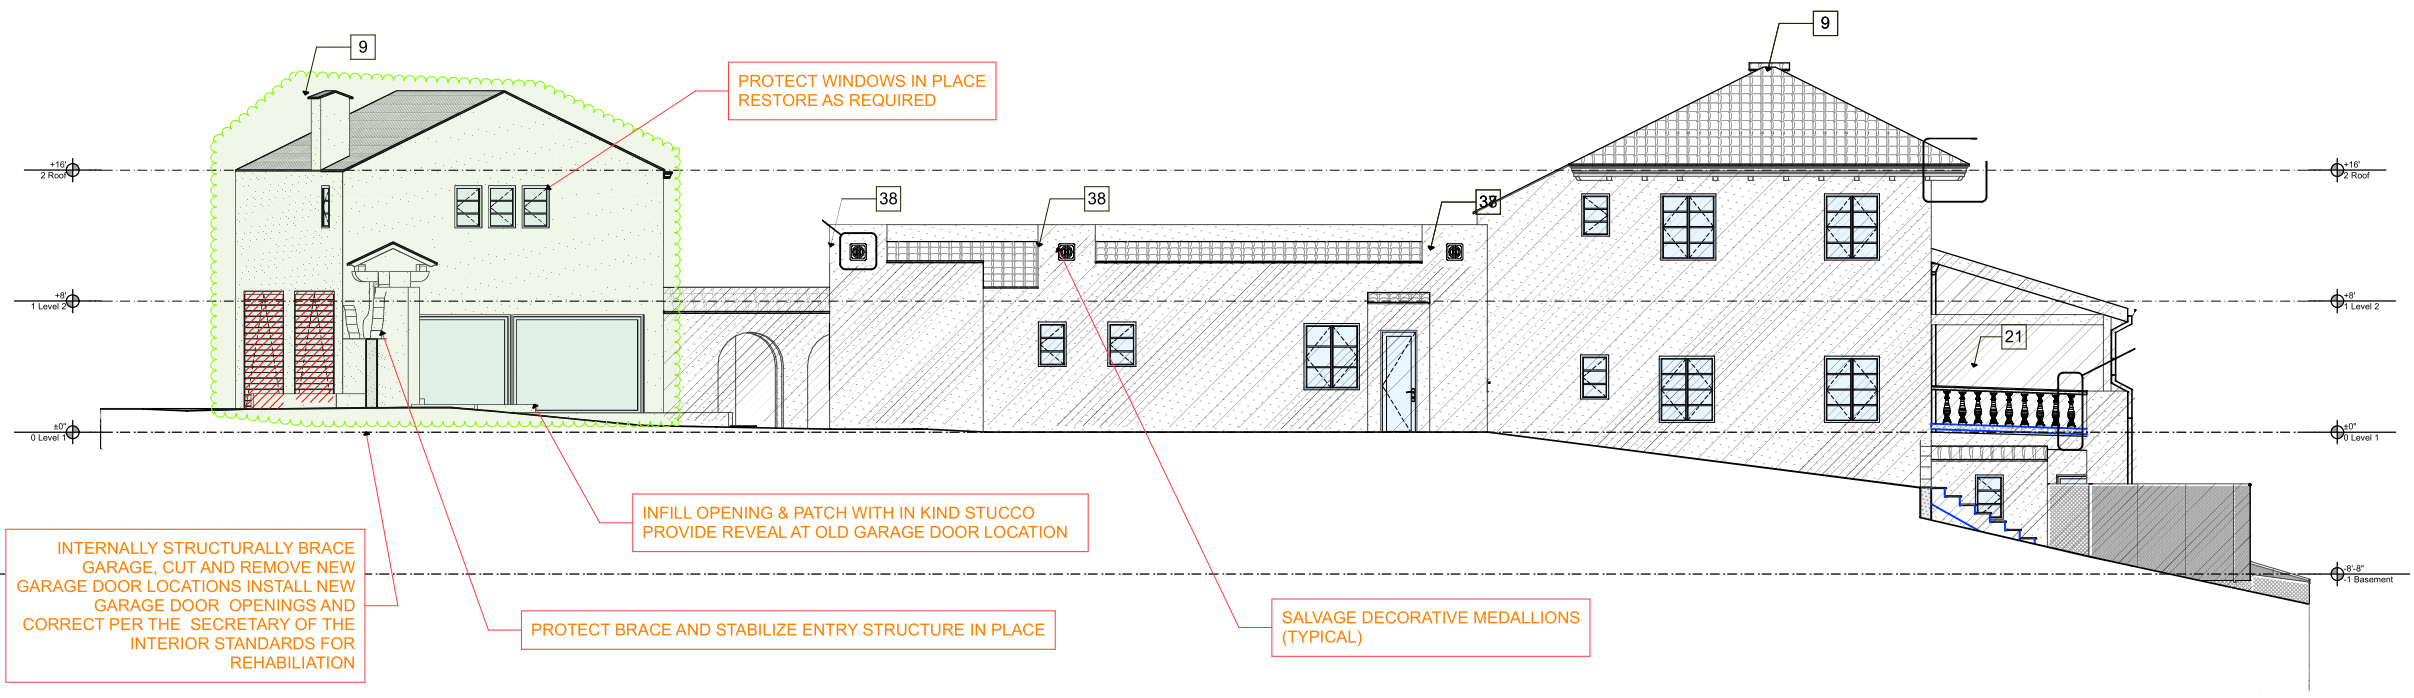 9
9
PROTECT WINDOWS IN PLACE
RESTORE AS REQUIRED
+16'
2 Roof
+16'
2 Roof
38
38
38
+8'
1 Level 2
+8'
1 Level 2
21
±0"
0 Level 1
±0"
0 Level 1
INFILL OPENING & PATCH WITH IN KIND STUCCO
PROVIDE REVEAL AT OLD GARAGE DOOR LOCATION
INTERNALLY STRUCTURALLY BRACE
GARAGE, CUT AND REMOVE NEW
GARAGE DOOR LOCATIONS INSTALL NEW
GARAGE DOOR OPENINGS AND
CORRECT PER THE SECRETARY OF THE
INTERIOR STANDARDS FOR
REHABILIATION
-8'-8"
-1 Basement
PROTECT BRACE AND STABILIZE ENTRY STRUCTURE IN PLACE
SALVAGE DECORATIVE MEDALLIONS
(TYPICAL)